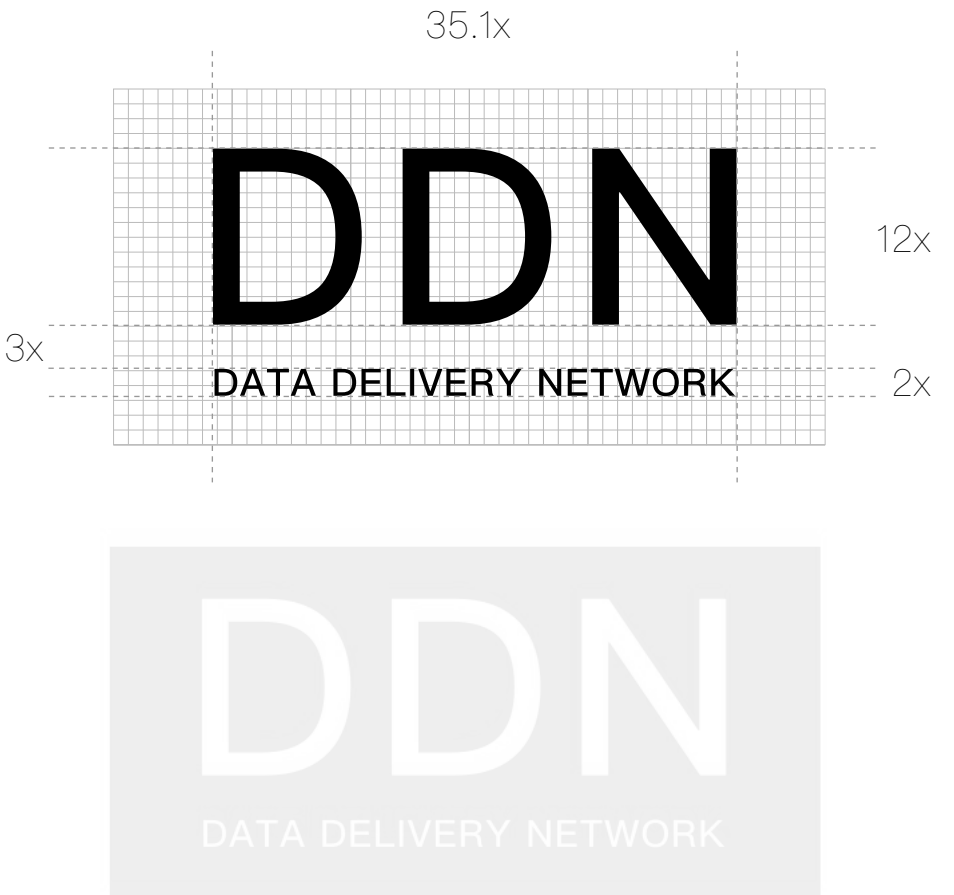 35.1x
DDN
12x
3x
DATA DELIVERY NETWORK
2x
DDN
DATA DELIVERY NETWORK